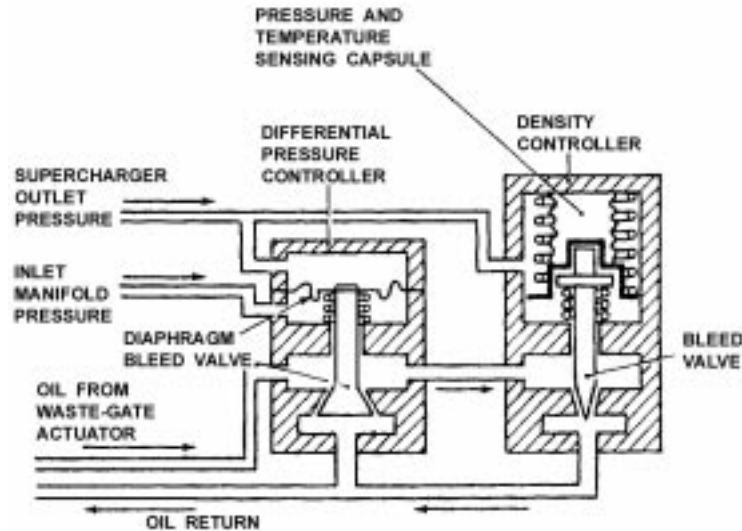 PRESSURE AND
TEMPERATURE
SENSING CAPSULE
DIFFERENTIAL
PRESSURE
CONTROLLER
DENSITY
CONTROLLER
SUPERCHARGER
OUTLET
PRESSURE
INLET
MANIFOLD
PRESSURE
DIAPHRAGM
BLEED VALVE
BLEED
VALVE
OIL FROM
WASTE-GATE
ACTUATOR
OIL RETURN